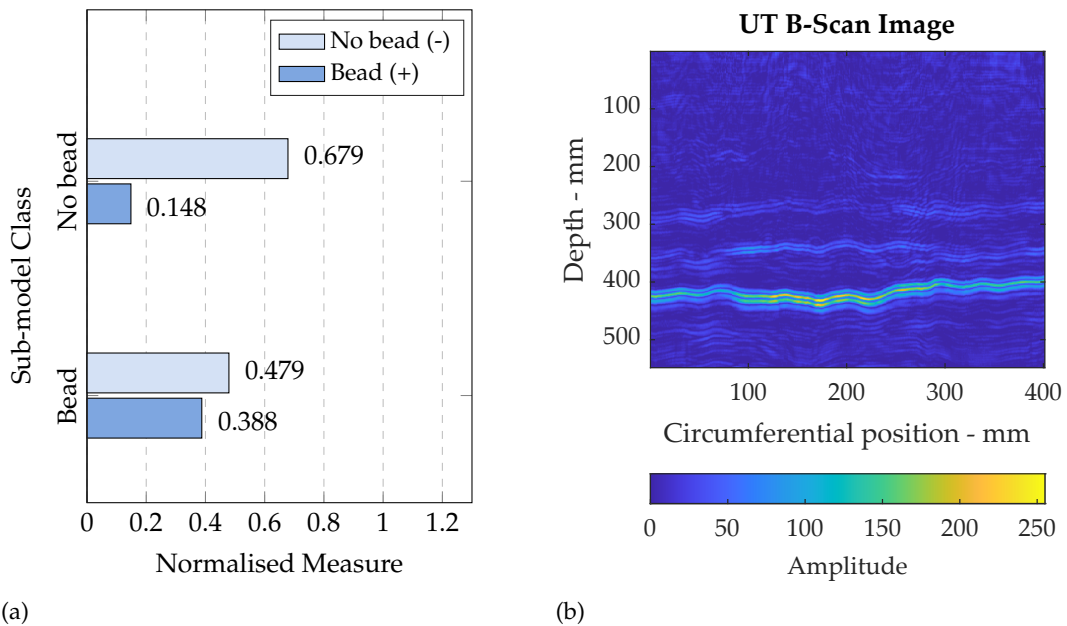 No bead (-)
Bead (+)
Sub-model Class
No bead
0.679
0.148
Bead
0.479
0.388
0 0.2 0.4 0.6 0.8 1 1.2
Normalised Measure
(a)
UT B-Scan Image
Depth - mm
100
200
300
400
500
100 200 300 400
Circumferential position - mm
0 50 100 150 200 250
Amplitude
(b)